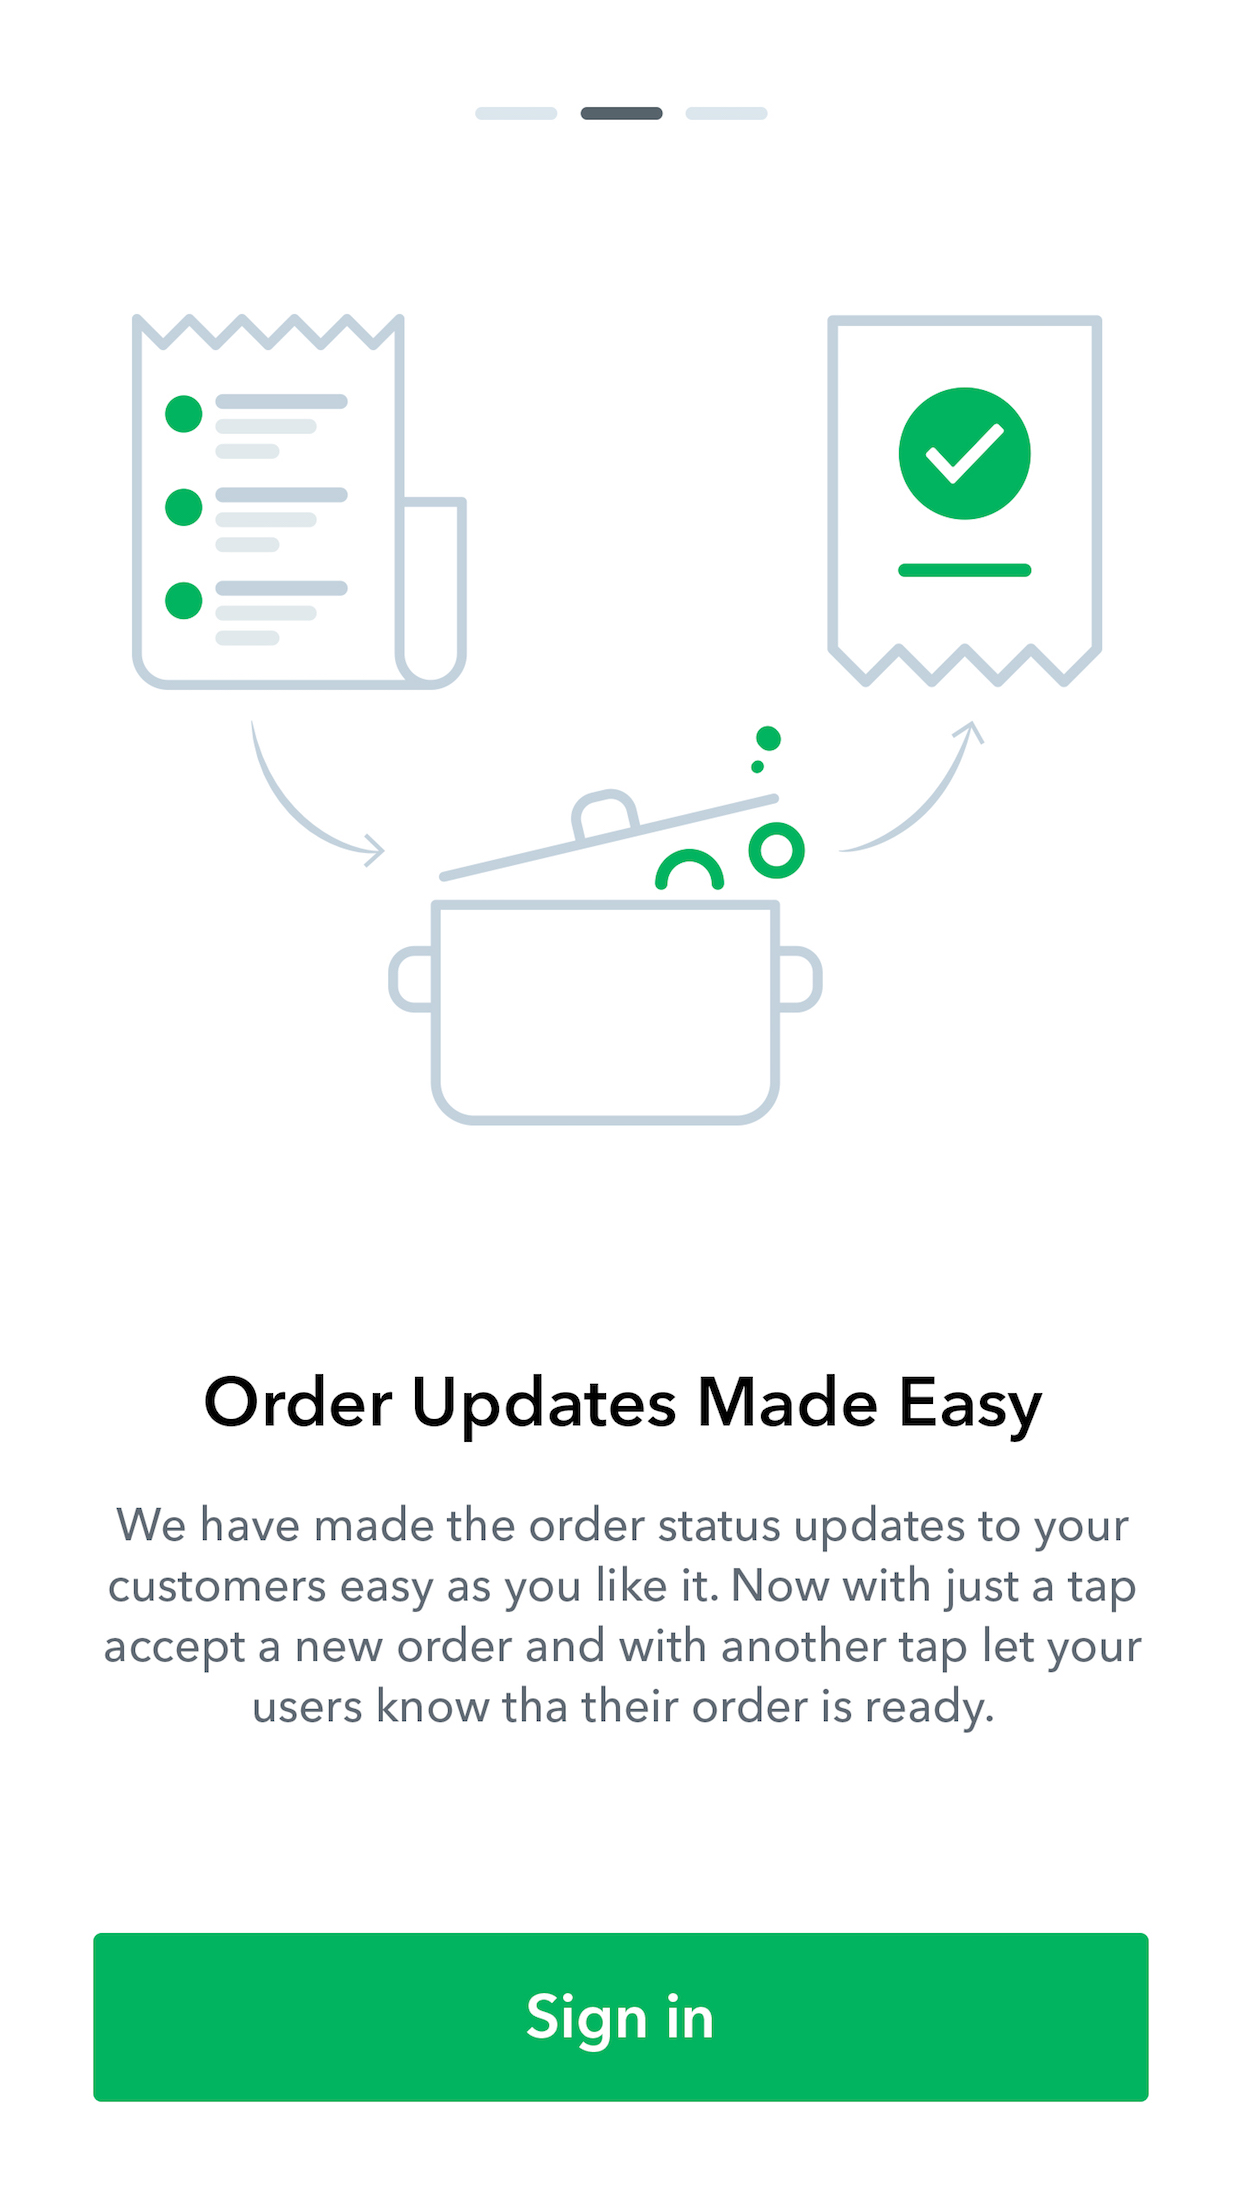 Order Updates Made Easy
We have made the order status updates to your
customers easy as you like it. Now with just a tap
accept a new order and with another tap let your
users know tha their order is ready.
Sign in